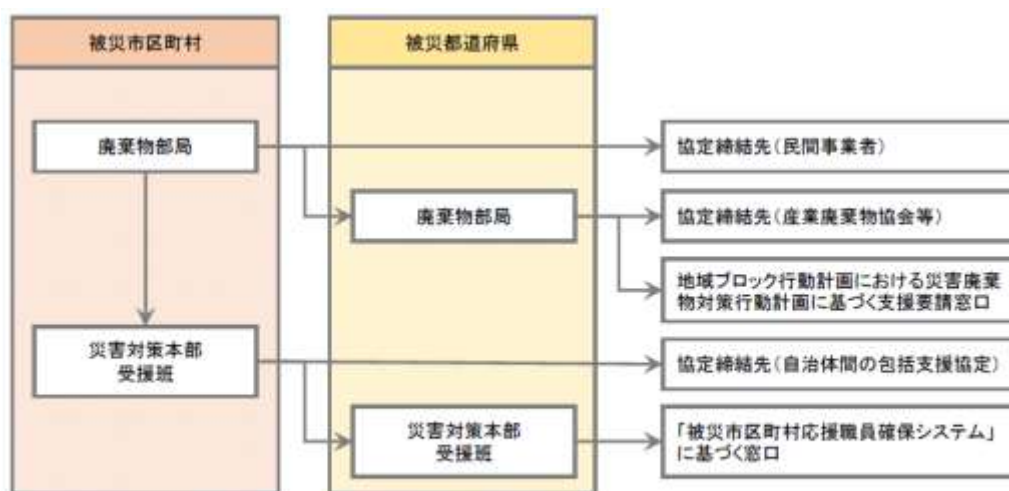 被災市区町村
被災都道府県
廃棄物部局
協定締結先(民間事業者)
廃棄物部局
協定締結先(産業廃棄物協会等)
地域ブロック行動計画における災害廃棄
物対策行動計画に基づく支援要請窓口
災害対策本部
受援班
協定締結先(自治体間の包括支援協定)
災害対策本部
受援班
「被災市区町村応援職員確保システム」
に基づく窓口